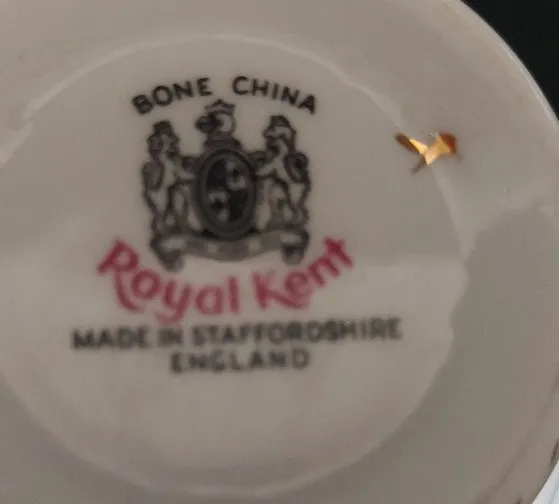 BONE CHINA
Royal Kent
MADE IN STAFFORDSHIRE
ENGLAND